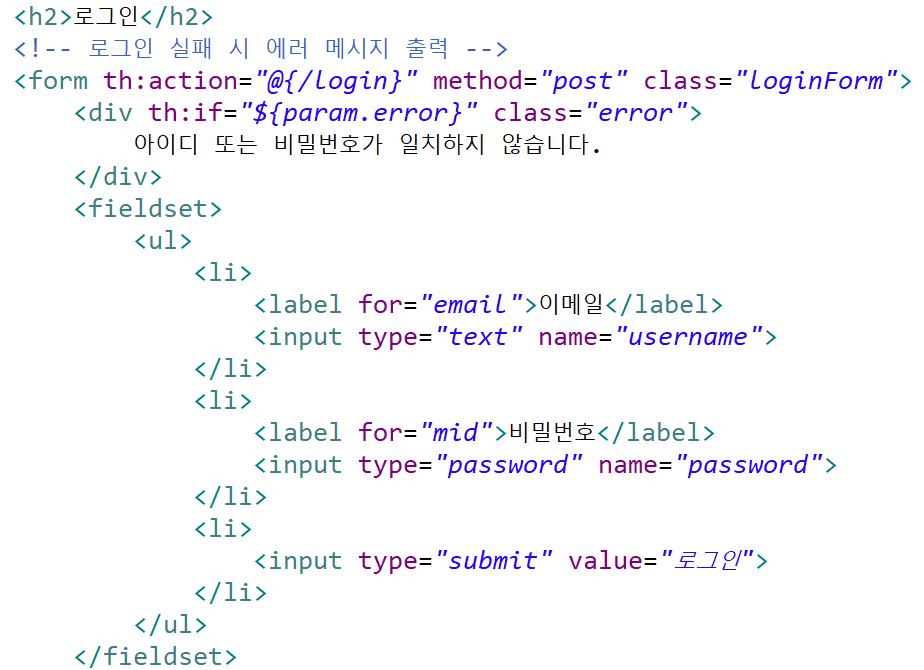 <h2>로그인</h2>
<!-- 로그인 실패 시 에러 메시지 출력 -->
<form th:action="@{/login}" method="post" class="loginForm">
    <div th:if="${param.error}" class="error">
        아이디 또는 비밀번호가 일치하지 않습니다.
    </div>
    <fieldset>
        <ul>
            <li>
                <label for="email">이메일</label>
                <input type="text" name="username">
            </li>
            <li>
                <label for="mid">비밀번호</label>
                <input type="password" name="password">
            </li>
            <li>
                <input type="submit" value="로그인">
            </li>
        </ul>
    </fieldset>